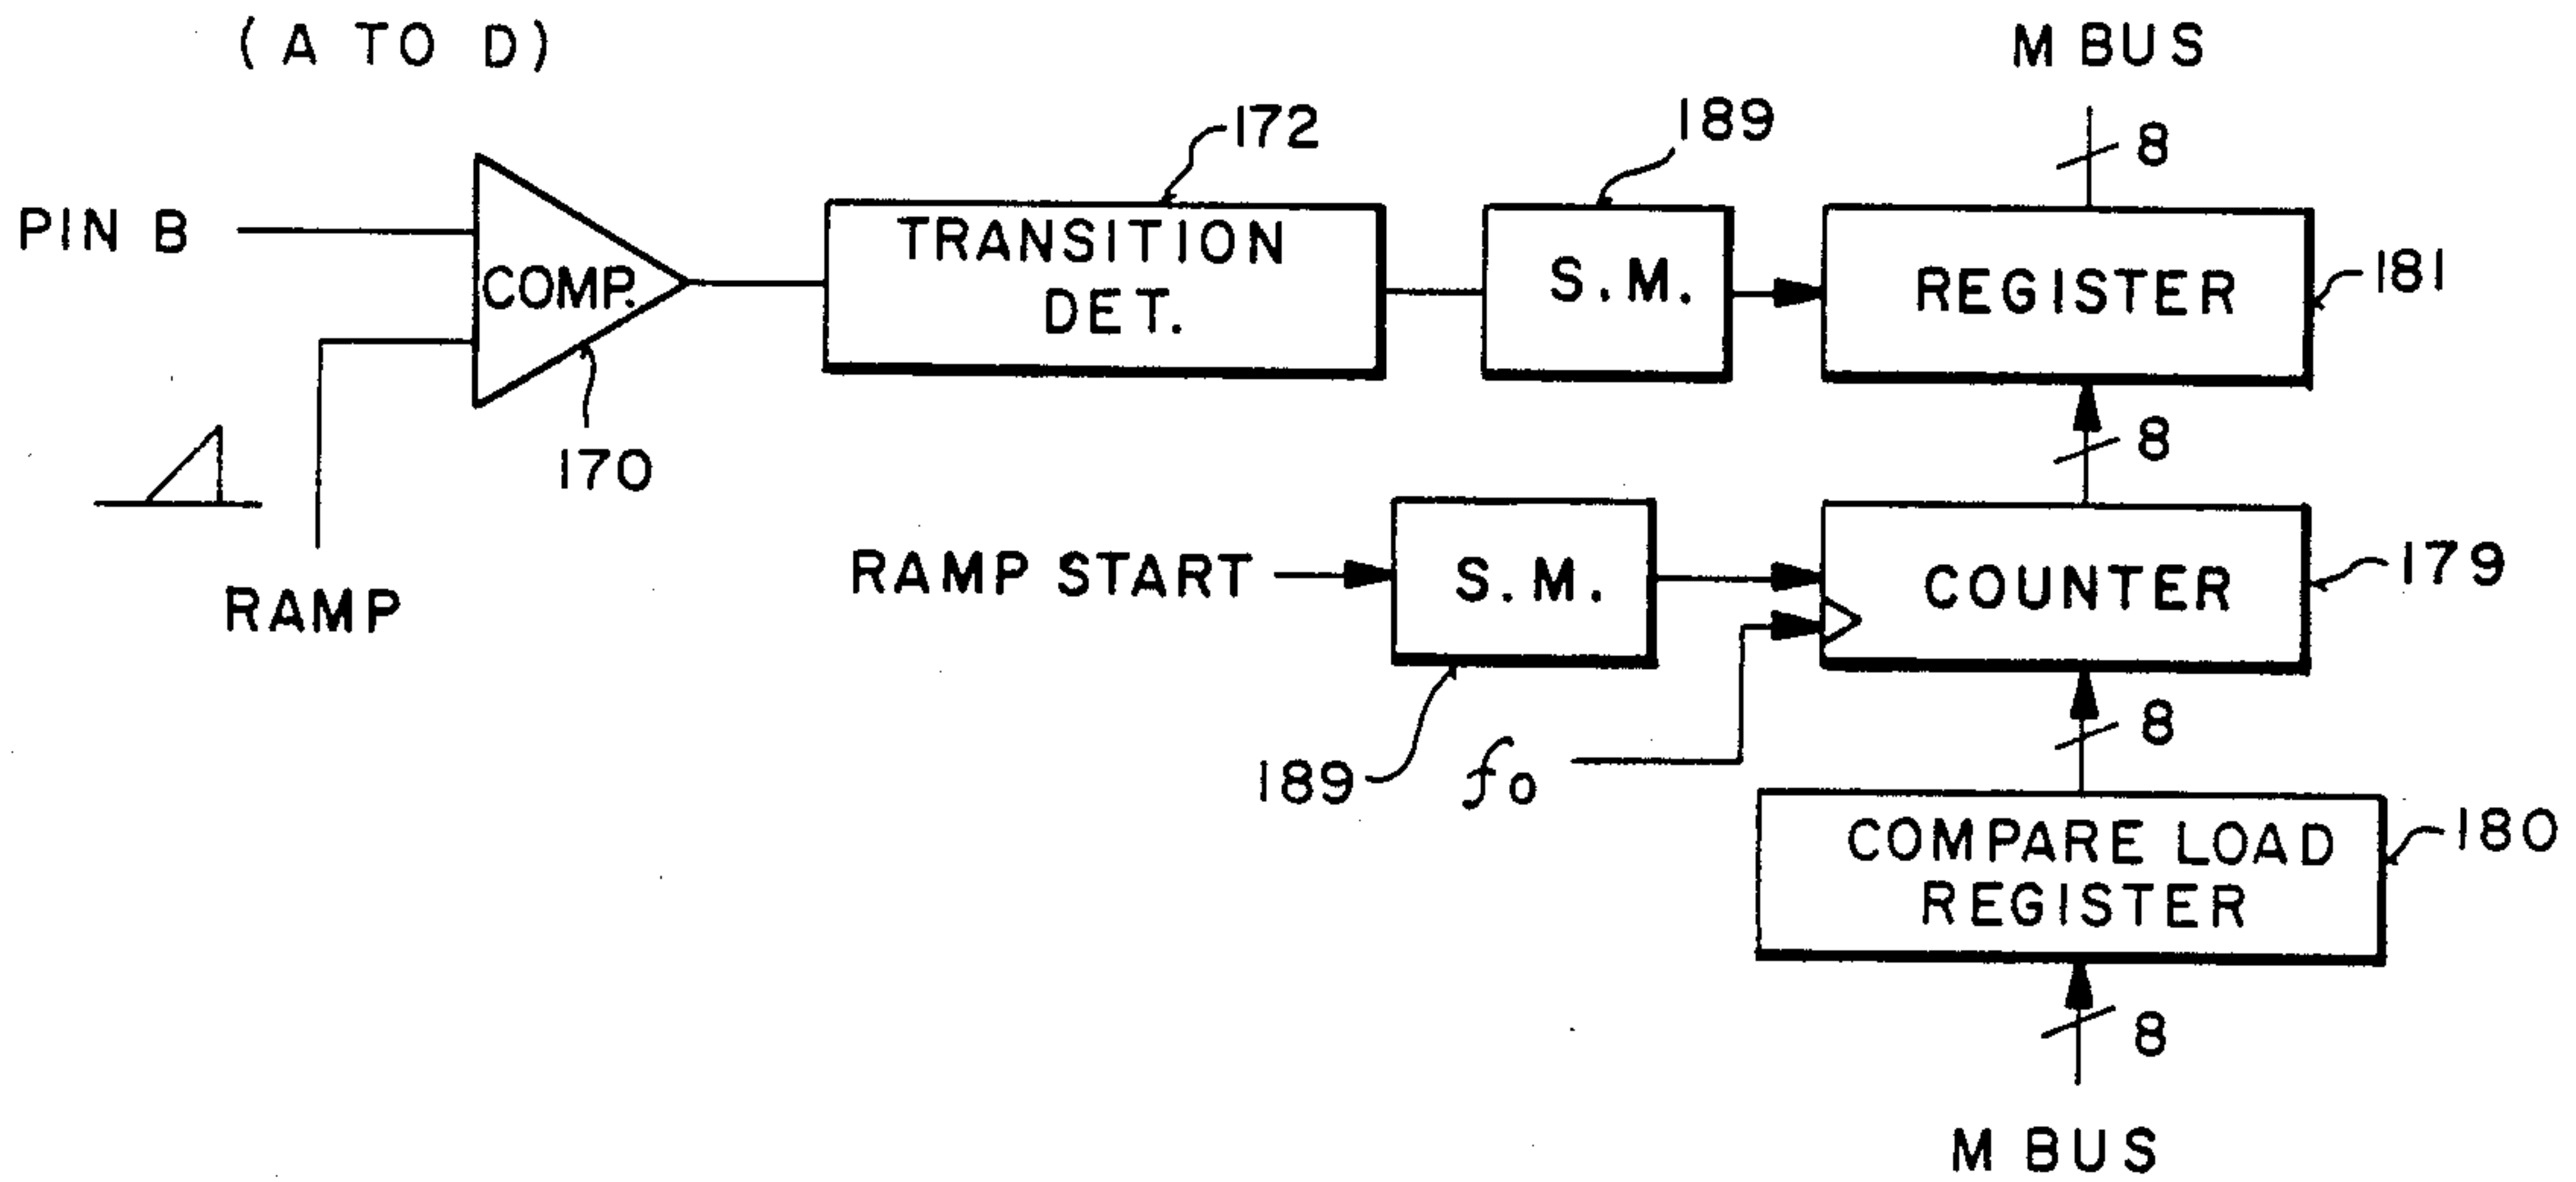 (A TO D)
M BUS
172
189
8
PIN B
COMP.
TRANSITION
DET.
S.M.
REGISTER
181
170
8
RAMP
RAMP START
S.M.
COUNTER
179
189
fo
8
COMPARE LOAD
REGISTER
180
8
M BUS